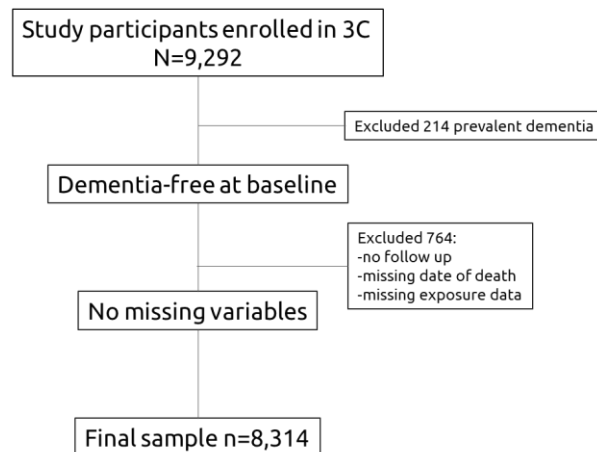 Study participants enrolled in 3C
N=9,292
Excluded 214 prevalent dementia
Dementia-free at baseline
Excluded 764:
-no follow up
-missing date of death
-missing exposure data
No missing variables
Final sample n=8,314